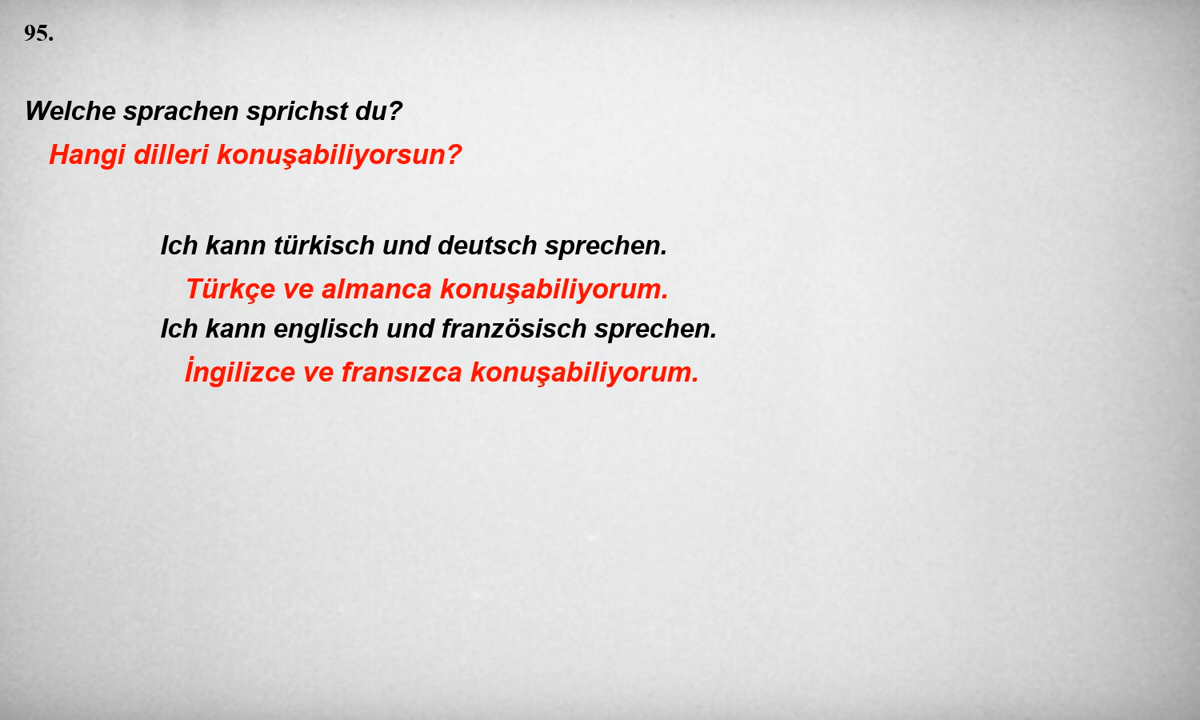 95.
Welche sprachen sprichst du?
Hangi dilleri konuşabiliyorsun?
Ich kann türkisch und deutsch sprechen.
Türkçe ve almanca konuşabiliyorum.
Ich kann englisch und französisch sprechen.
İngilizce ve fransızca konuşabiliyorum.